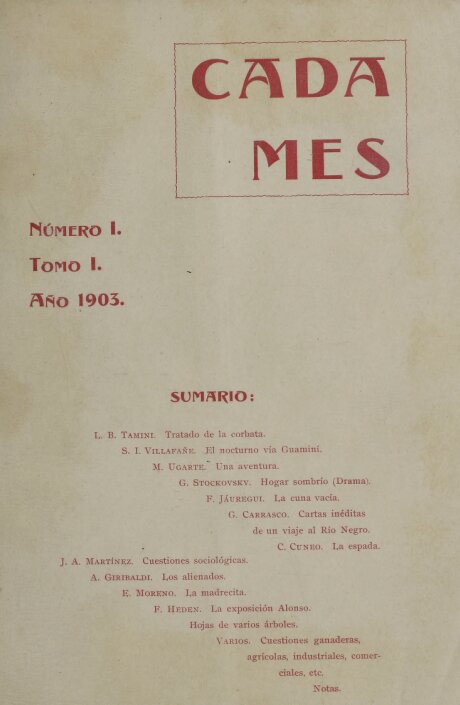 CADA
MES
NÚMERO I.
TOMO I.
AÑO 1903.
SUMARIO:
L. B. TAMINI. Tratado de la corbata.
S. I. VILLAFAÑE. El nocturno vía Guaminí.
M. UGARTE. Una aventura.
G. STOCKOVSKY. Hogar sombrío (Drama).
F. JÁUREGUI. La cuna vacía.
G. CARRASCO. Cartas inéditas
de un viaje al Río Negro.
C. CUNEO. La espada.
J. A. MARTÍNEZ. Cuestiones sociológicas.
A. GIRIBALDI. Los alienados.
E. MORENO. La madrecita.
F. HEDEN. La exposición Alonso.
Hojas de varios árboles.
VARIOS. Cuestiones ganaderas,
agrícolas, industriales, comer-
ciales, etc.
Notas.